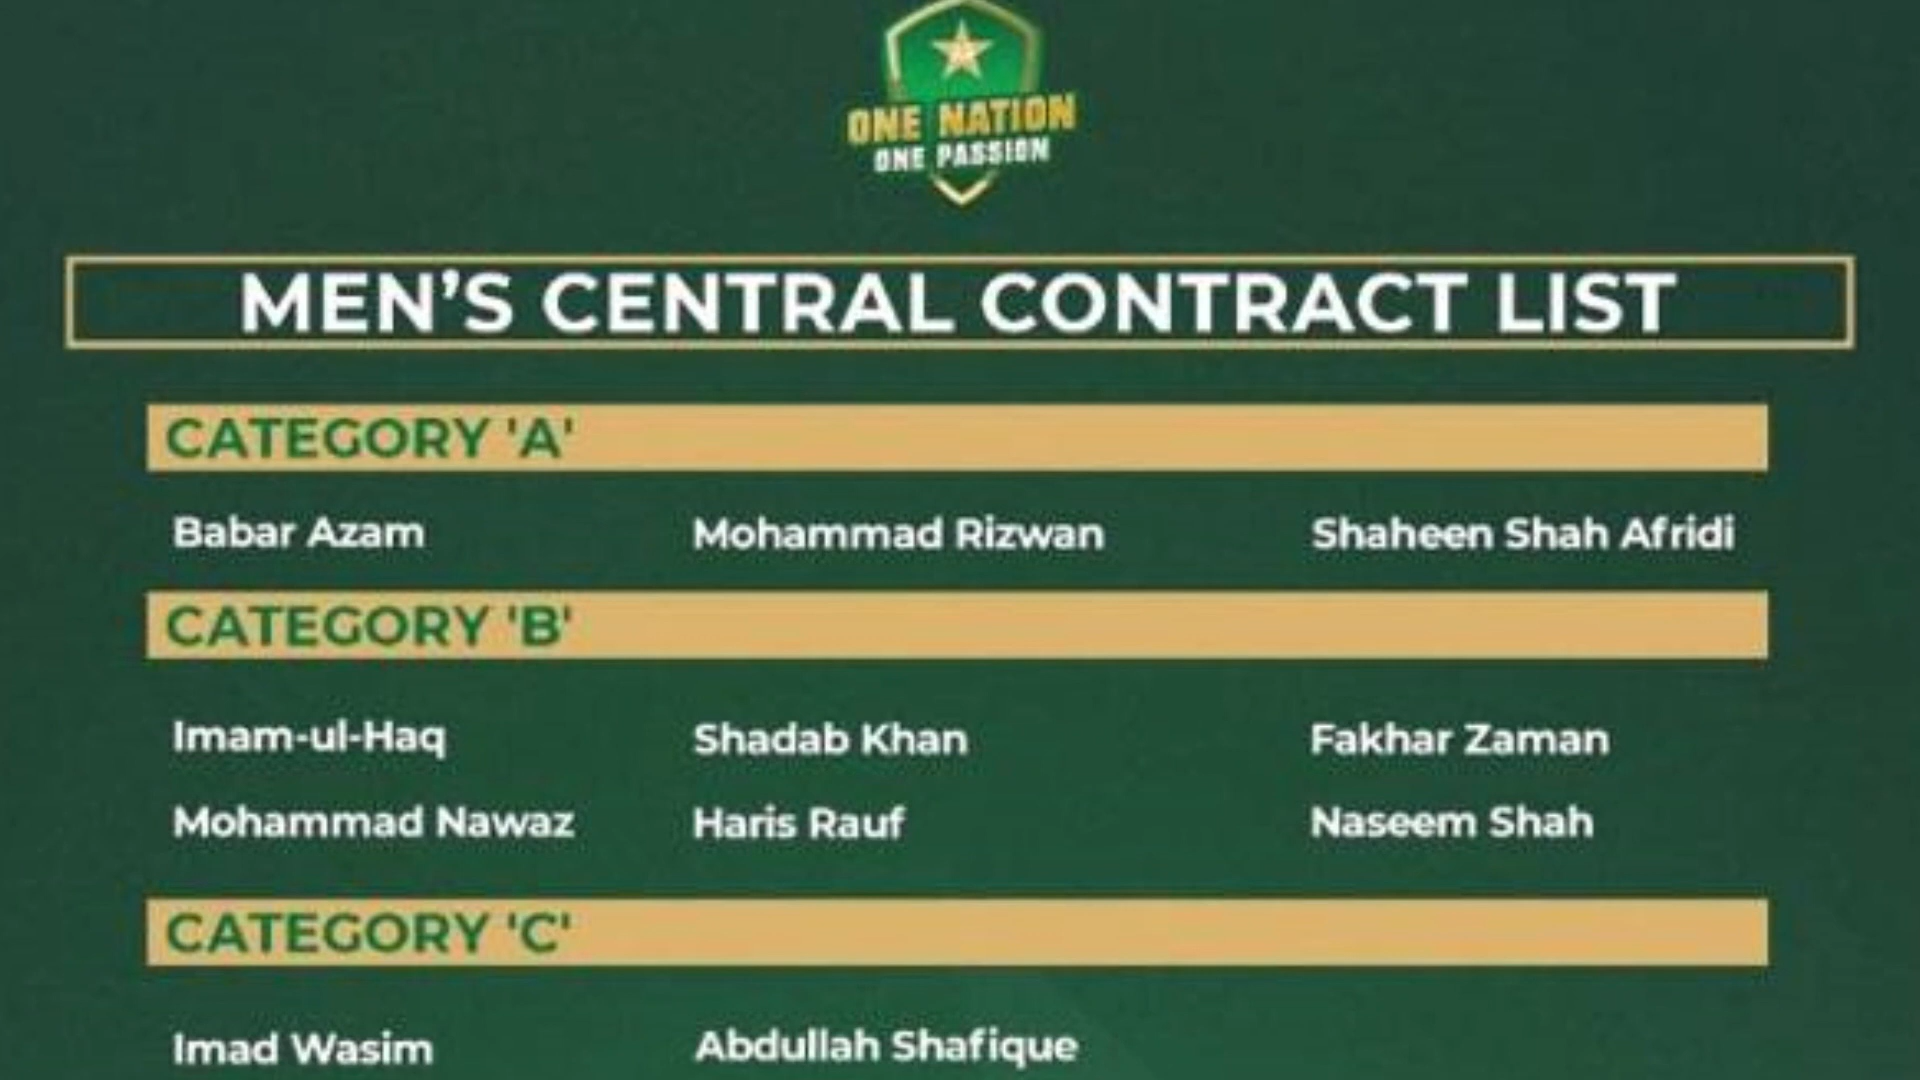 ONE NATION
ONE PASSION
MEN'S CENTRAL CONTRACT LIST
CATEGORY 'A'
Babar Azam Mohammad Rizwan Shaheen Shah Afridi
CATEGORY 'B'
Imam-ul-Haq Shadab Khan Fakhar Zaman
Mohammad Nawaz Haris Rauf Naseem Shah
CATEGORY 'C'
Imad Wasim Abdullah Shafique